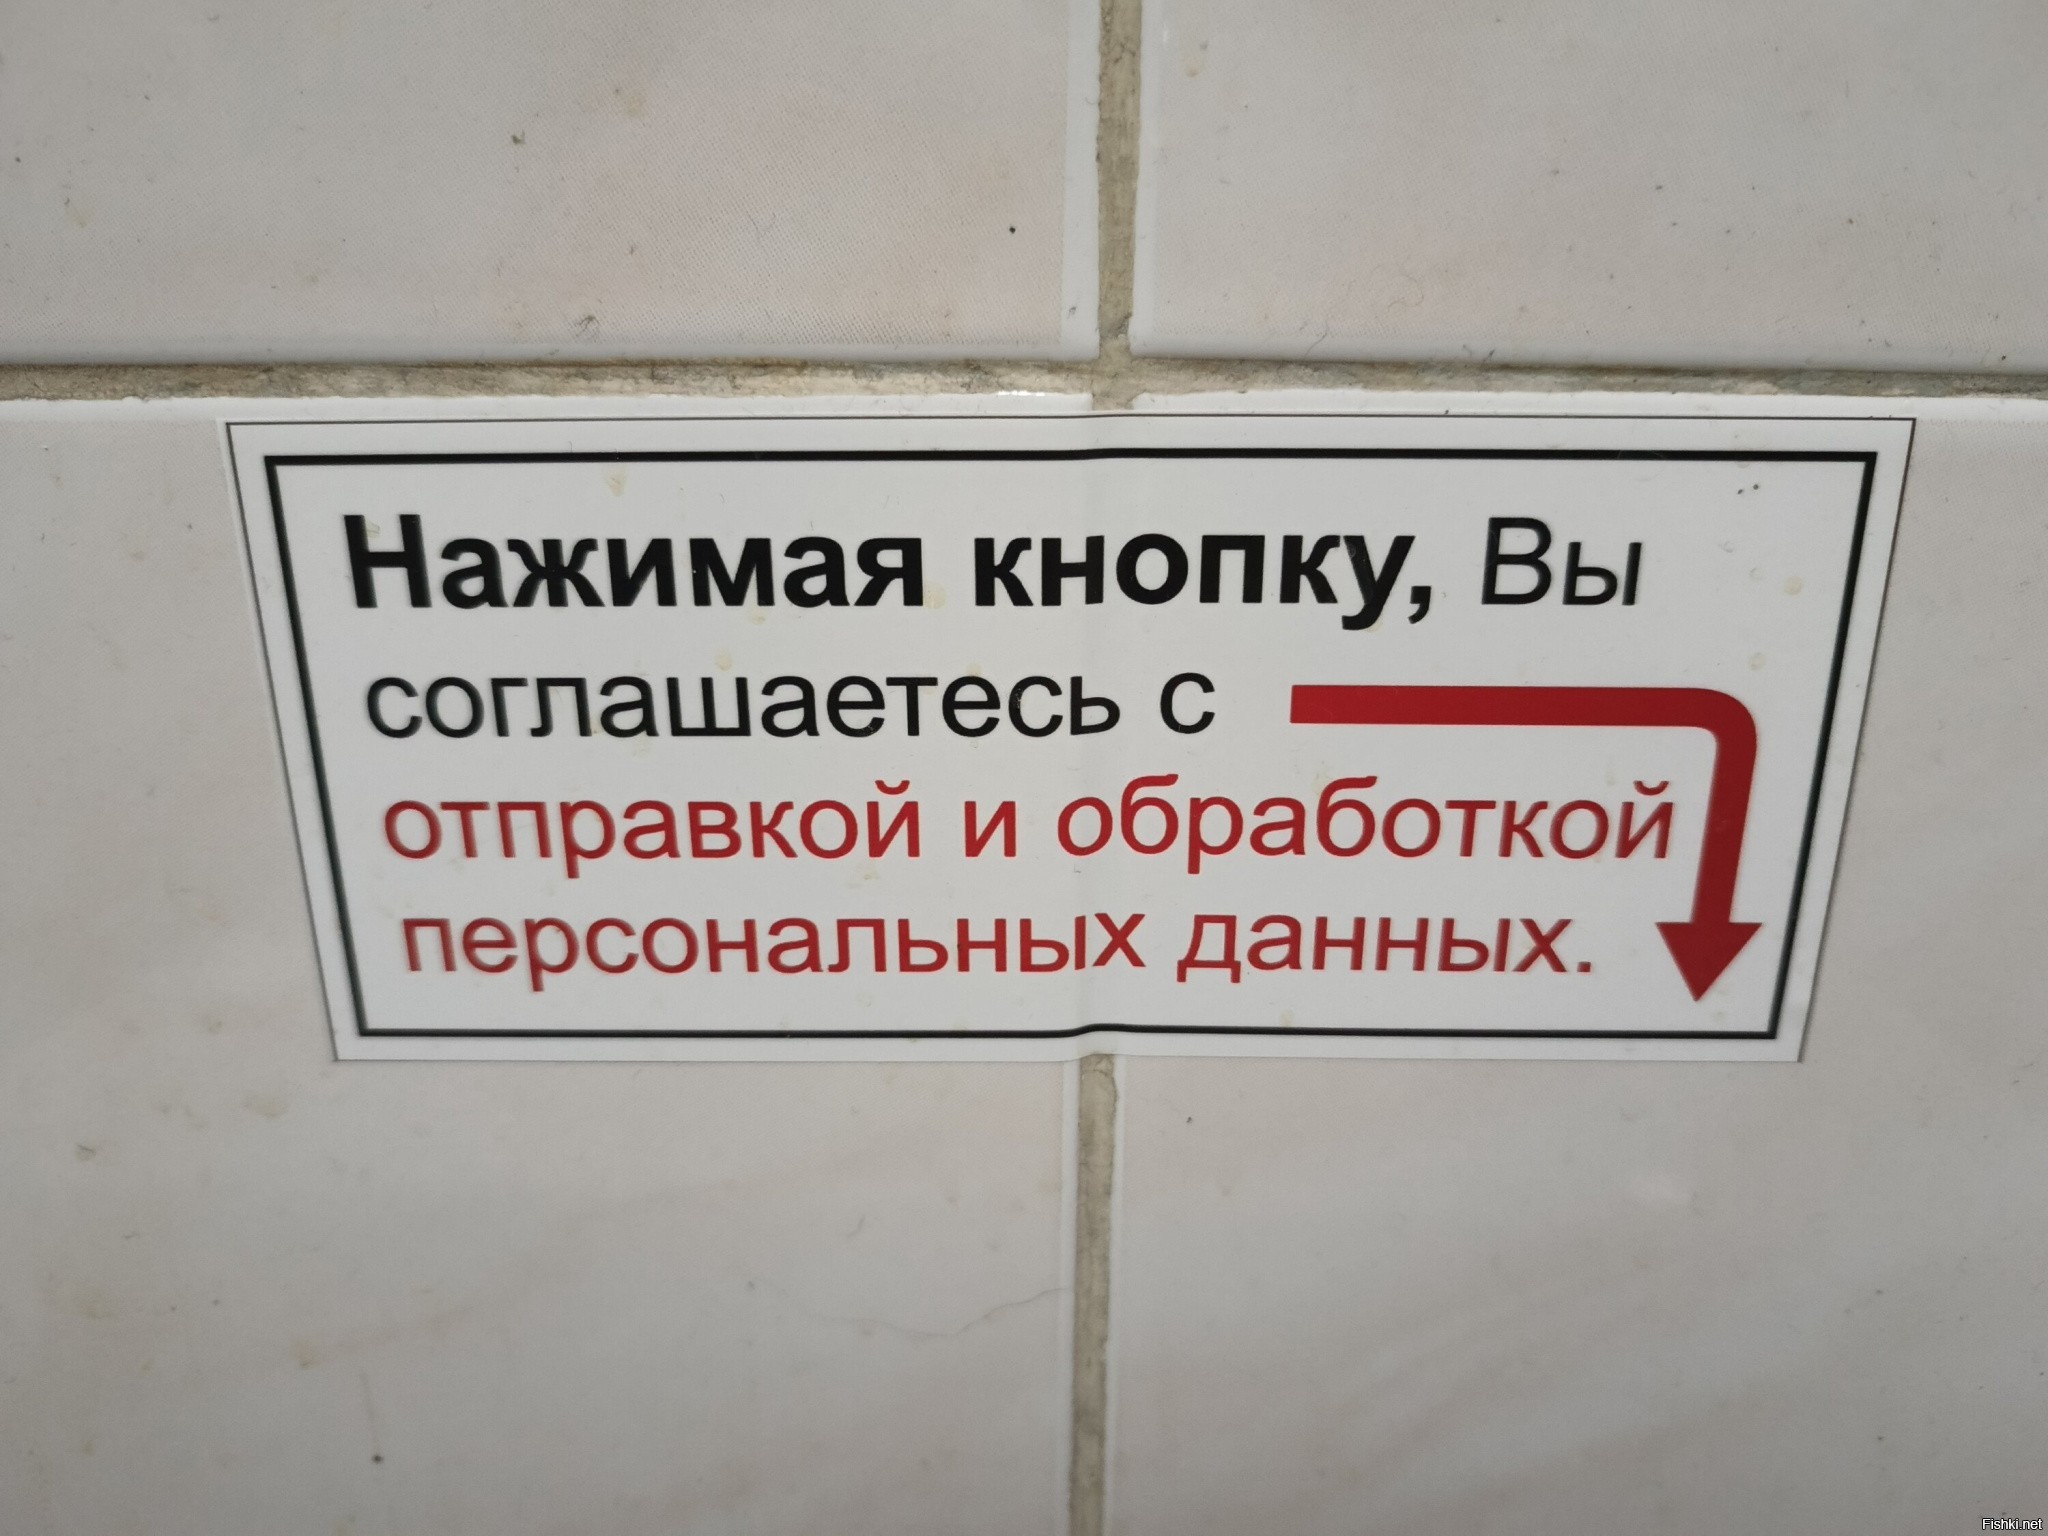 Нажимая кнопку, Вы
соглашаетесь с
отправкой и обработкой
персональных данных.
Fishki.net